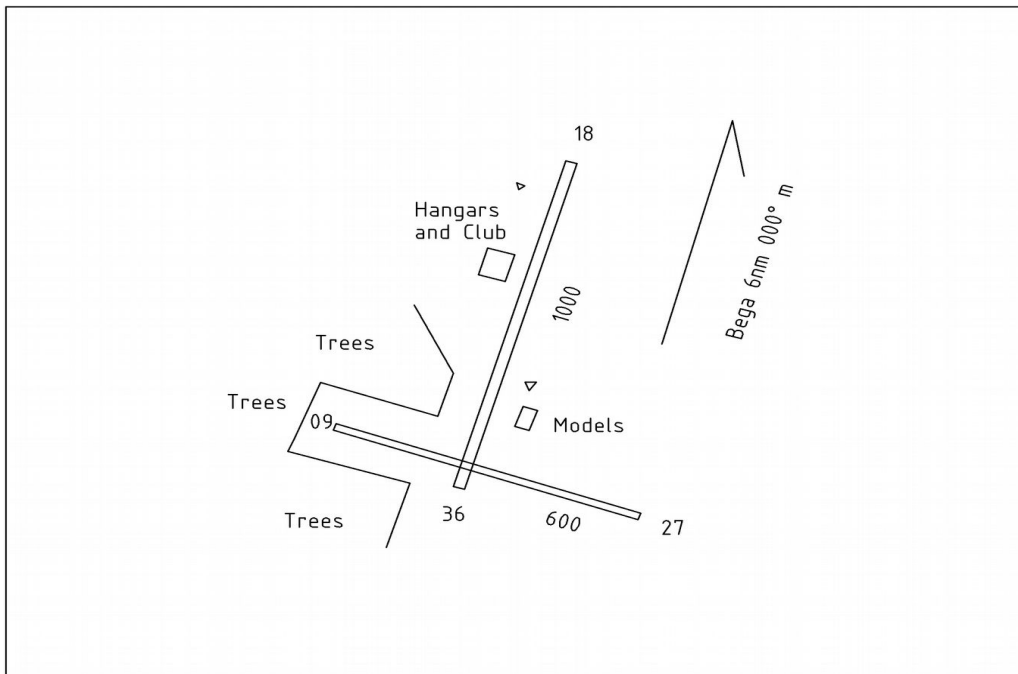 18
Hangars
and Club
1000
Bega 6nm 000° m
Trees
Trees
09
Models
Trees
36
600
27